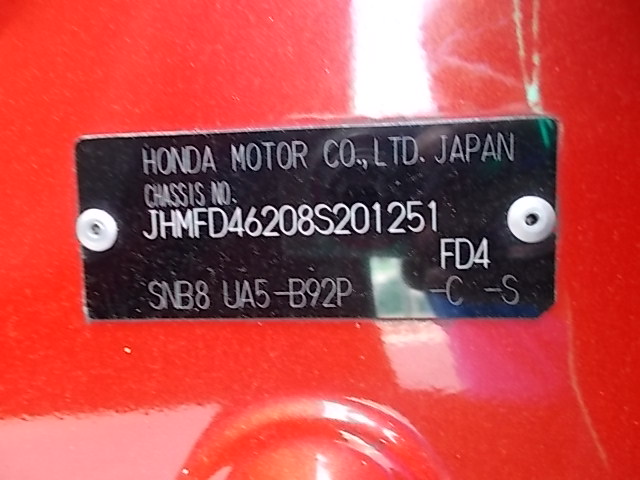 HONDA MOTOR CO.,LTD. JAPAN
CHASSIS NO.
JHMFD46208S201251
FD4
SNB8 UA5-B92P -C -S